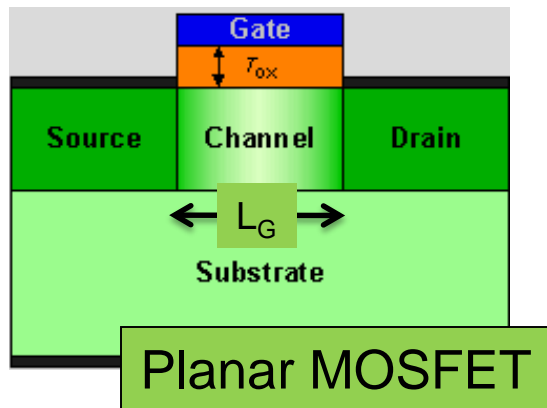 Gate
Tox
Source Channel Drain
LG
Substrate
Planar MOSFET